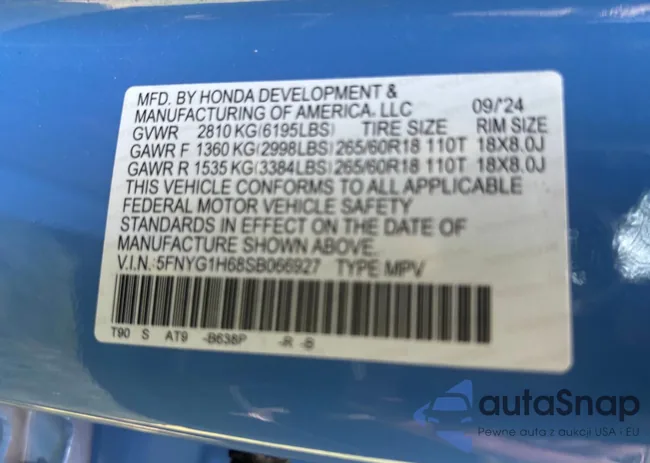 MFD. BY HONDA DEVELOPMENT &
MANUFACTURING OF AMERICA, LLC 09/'24
GVWR 2810 KG(6195LBS) TIRE SIZE RIM SIZE
GAWR F 1360 KG(2998LBS) 265/60R18 110T 18X8.0J
GAWR R 1535 KG(3384LBS) 265/60R18 110T 18X8.0J
THIS VEHICLE CONFORMS TO ALL APPLICABLE
FEDERAL MOTOR VEHICLE SAFETY
STANDARDS IN EFFECT ON THE DATE OF
MANUFACTURE SHOWN ABOVE.
V.I.N. 5FNYG1H68SB066927 TYPE MPV
T90 S AT9 -B638P -R -B
autoSnap
Pewne auta z aukcji USA i EU